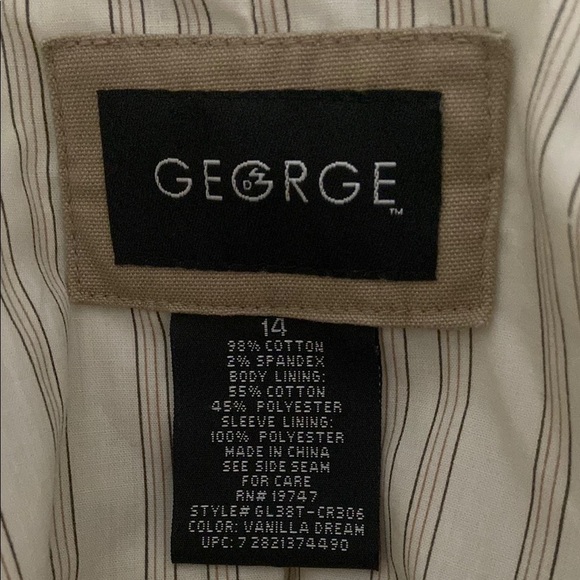 GEORGE
™
14
98% COTTON
2% SPANDEX
BODY LINING:
55% COTTON
45% POLYESTER
SLEEVE LINING:
100% POLYESTER
MADE IN CHINA
SEE SIDE SEAM
FOR CARE
RN# 19747
STYLE# GL38T-CR306
COLOR: VANILLA DREAM
UPC: 7 2821374490